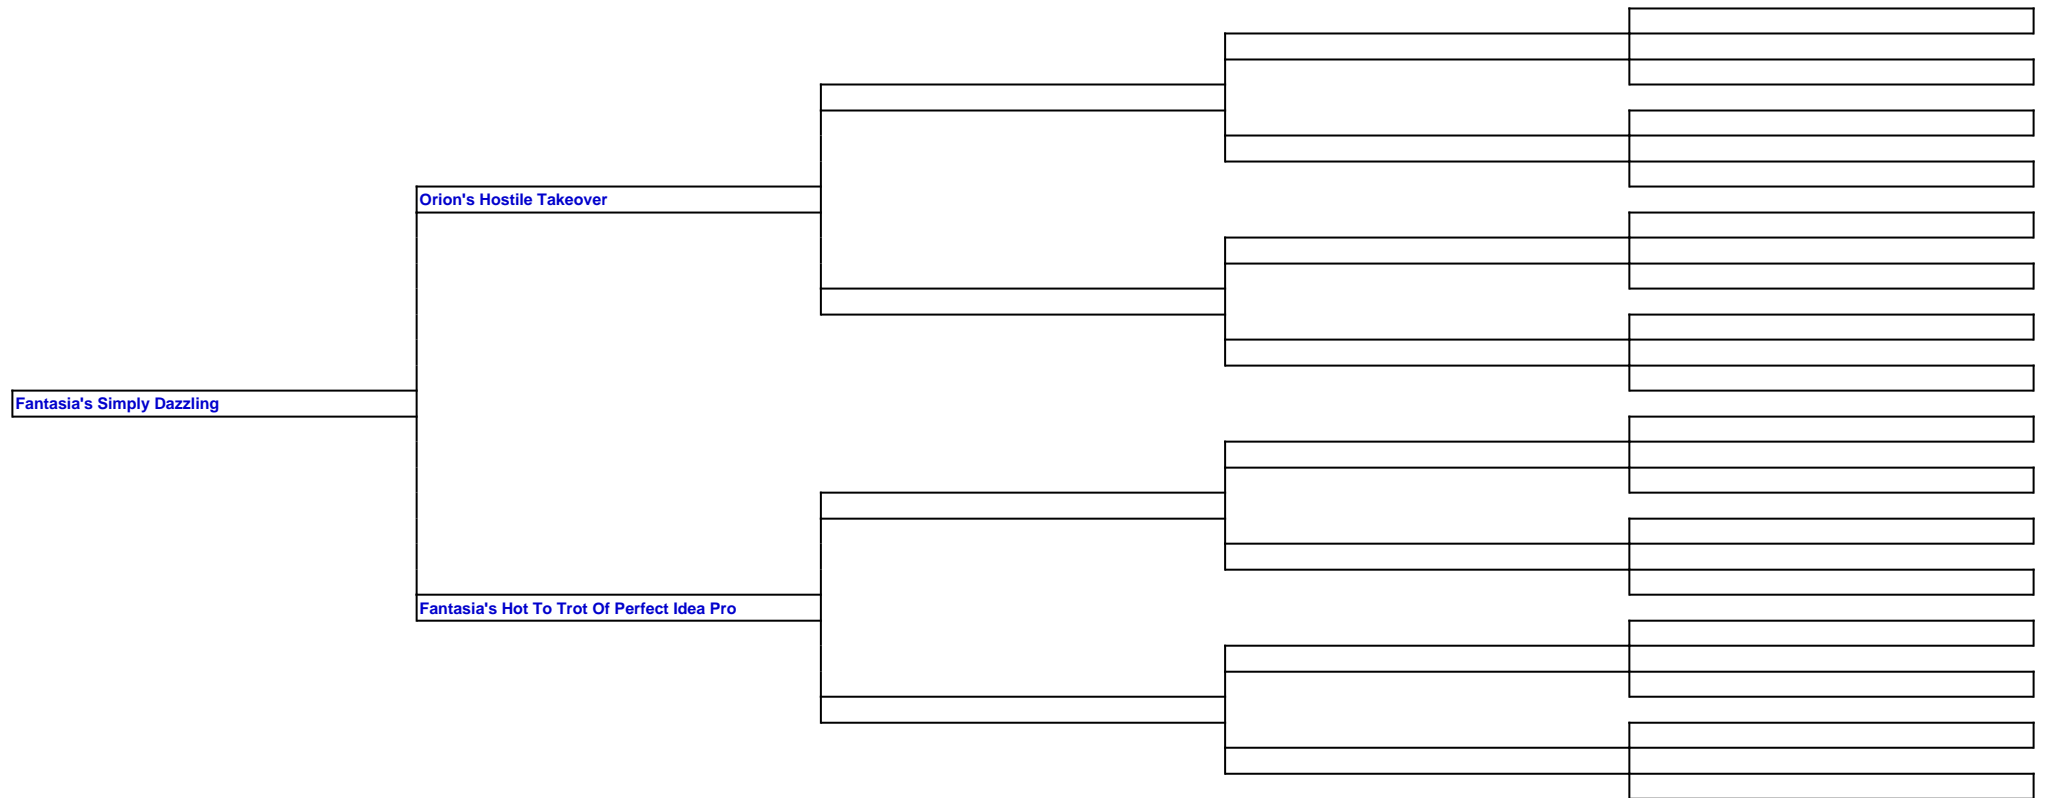 Orion's Hostile Takeover
Fantasia's Simply Dazzling
Fantasia's Hot To Trot Of Perfect Idea Pro